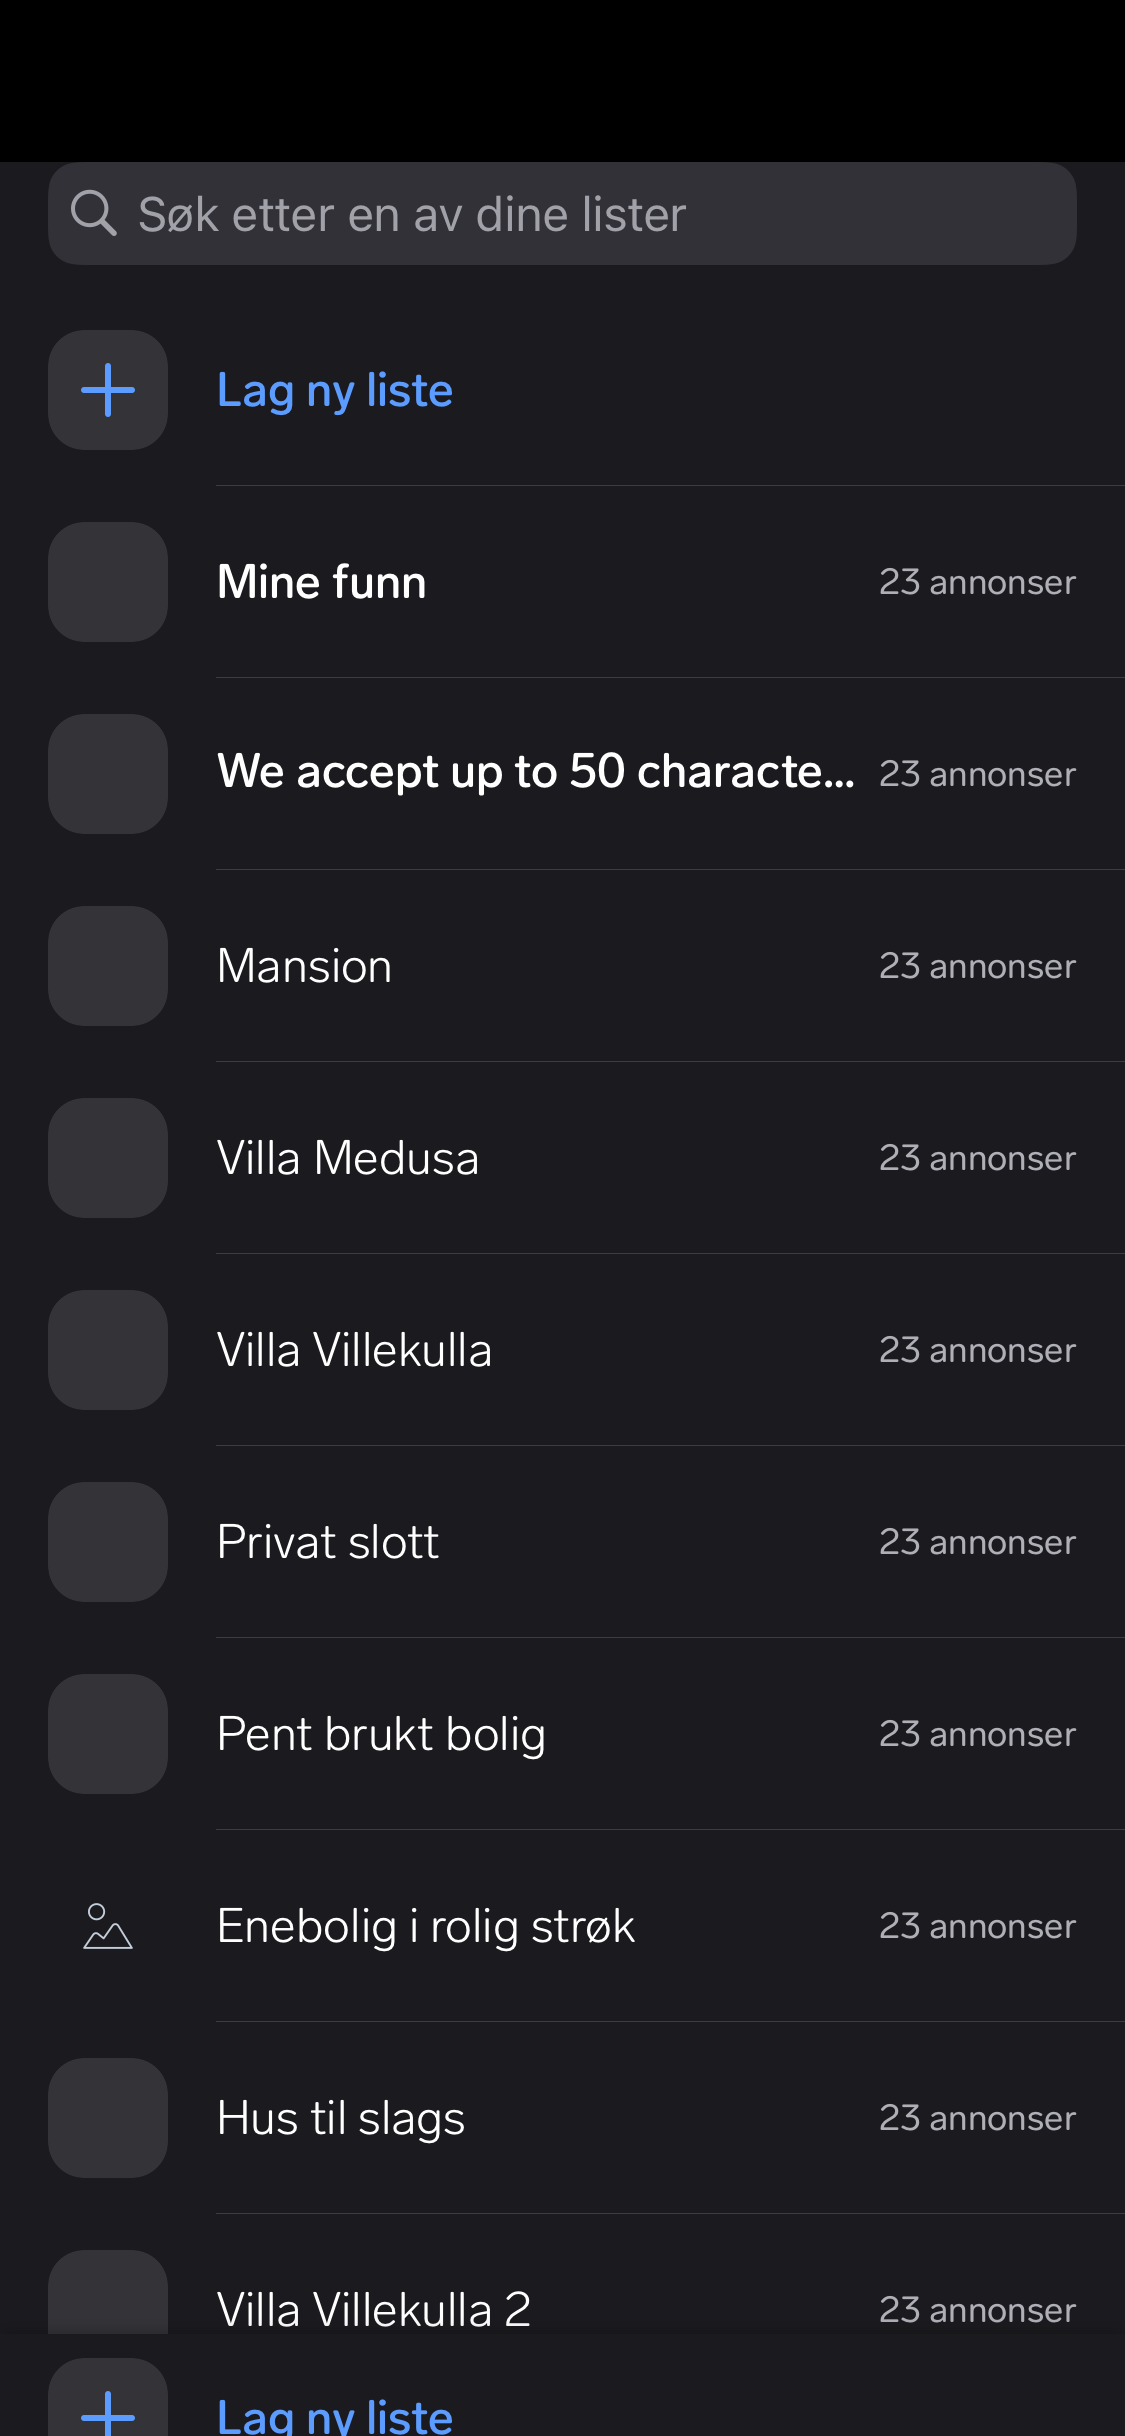 Søk etter en av dine lister
Lag ny liste
Mine funn 23 annonser
We accept up to 50 characte... 23 annonser
Mansion 23 annonser
Villa Medusa 23 annonser
Villa Villekulla 23 annonser
Privat slott 23 annonser
Pent brukt bolig 23 annonser
Enebolig i rolig strøk 23 annonser
Hus til slags 23 annonser
Villa Villekulla 2 23 annonser
Lag ny liste